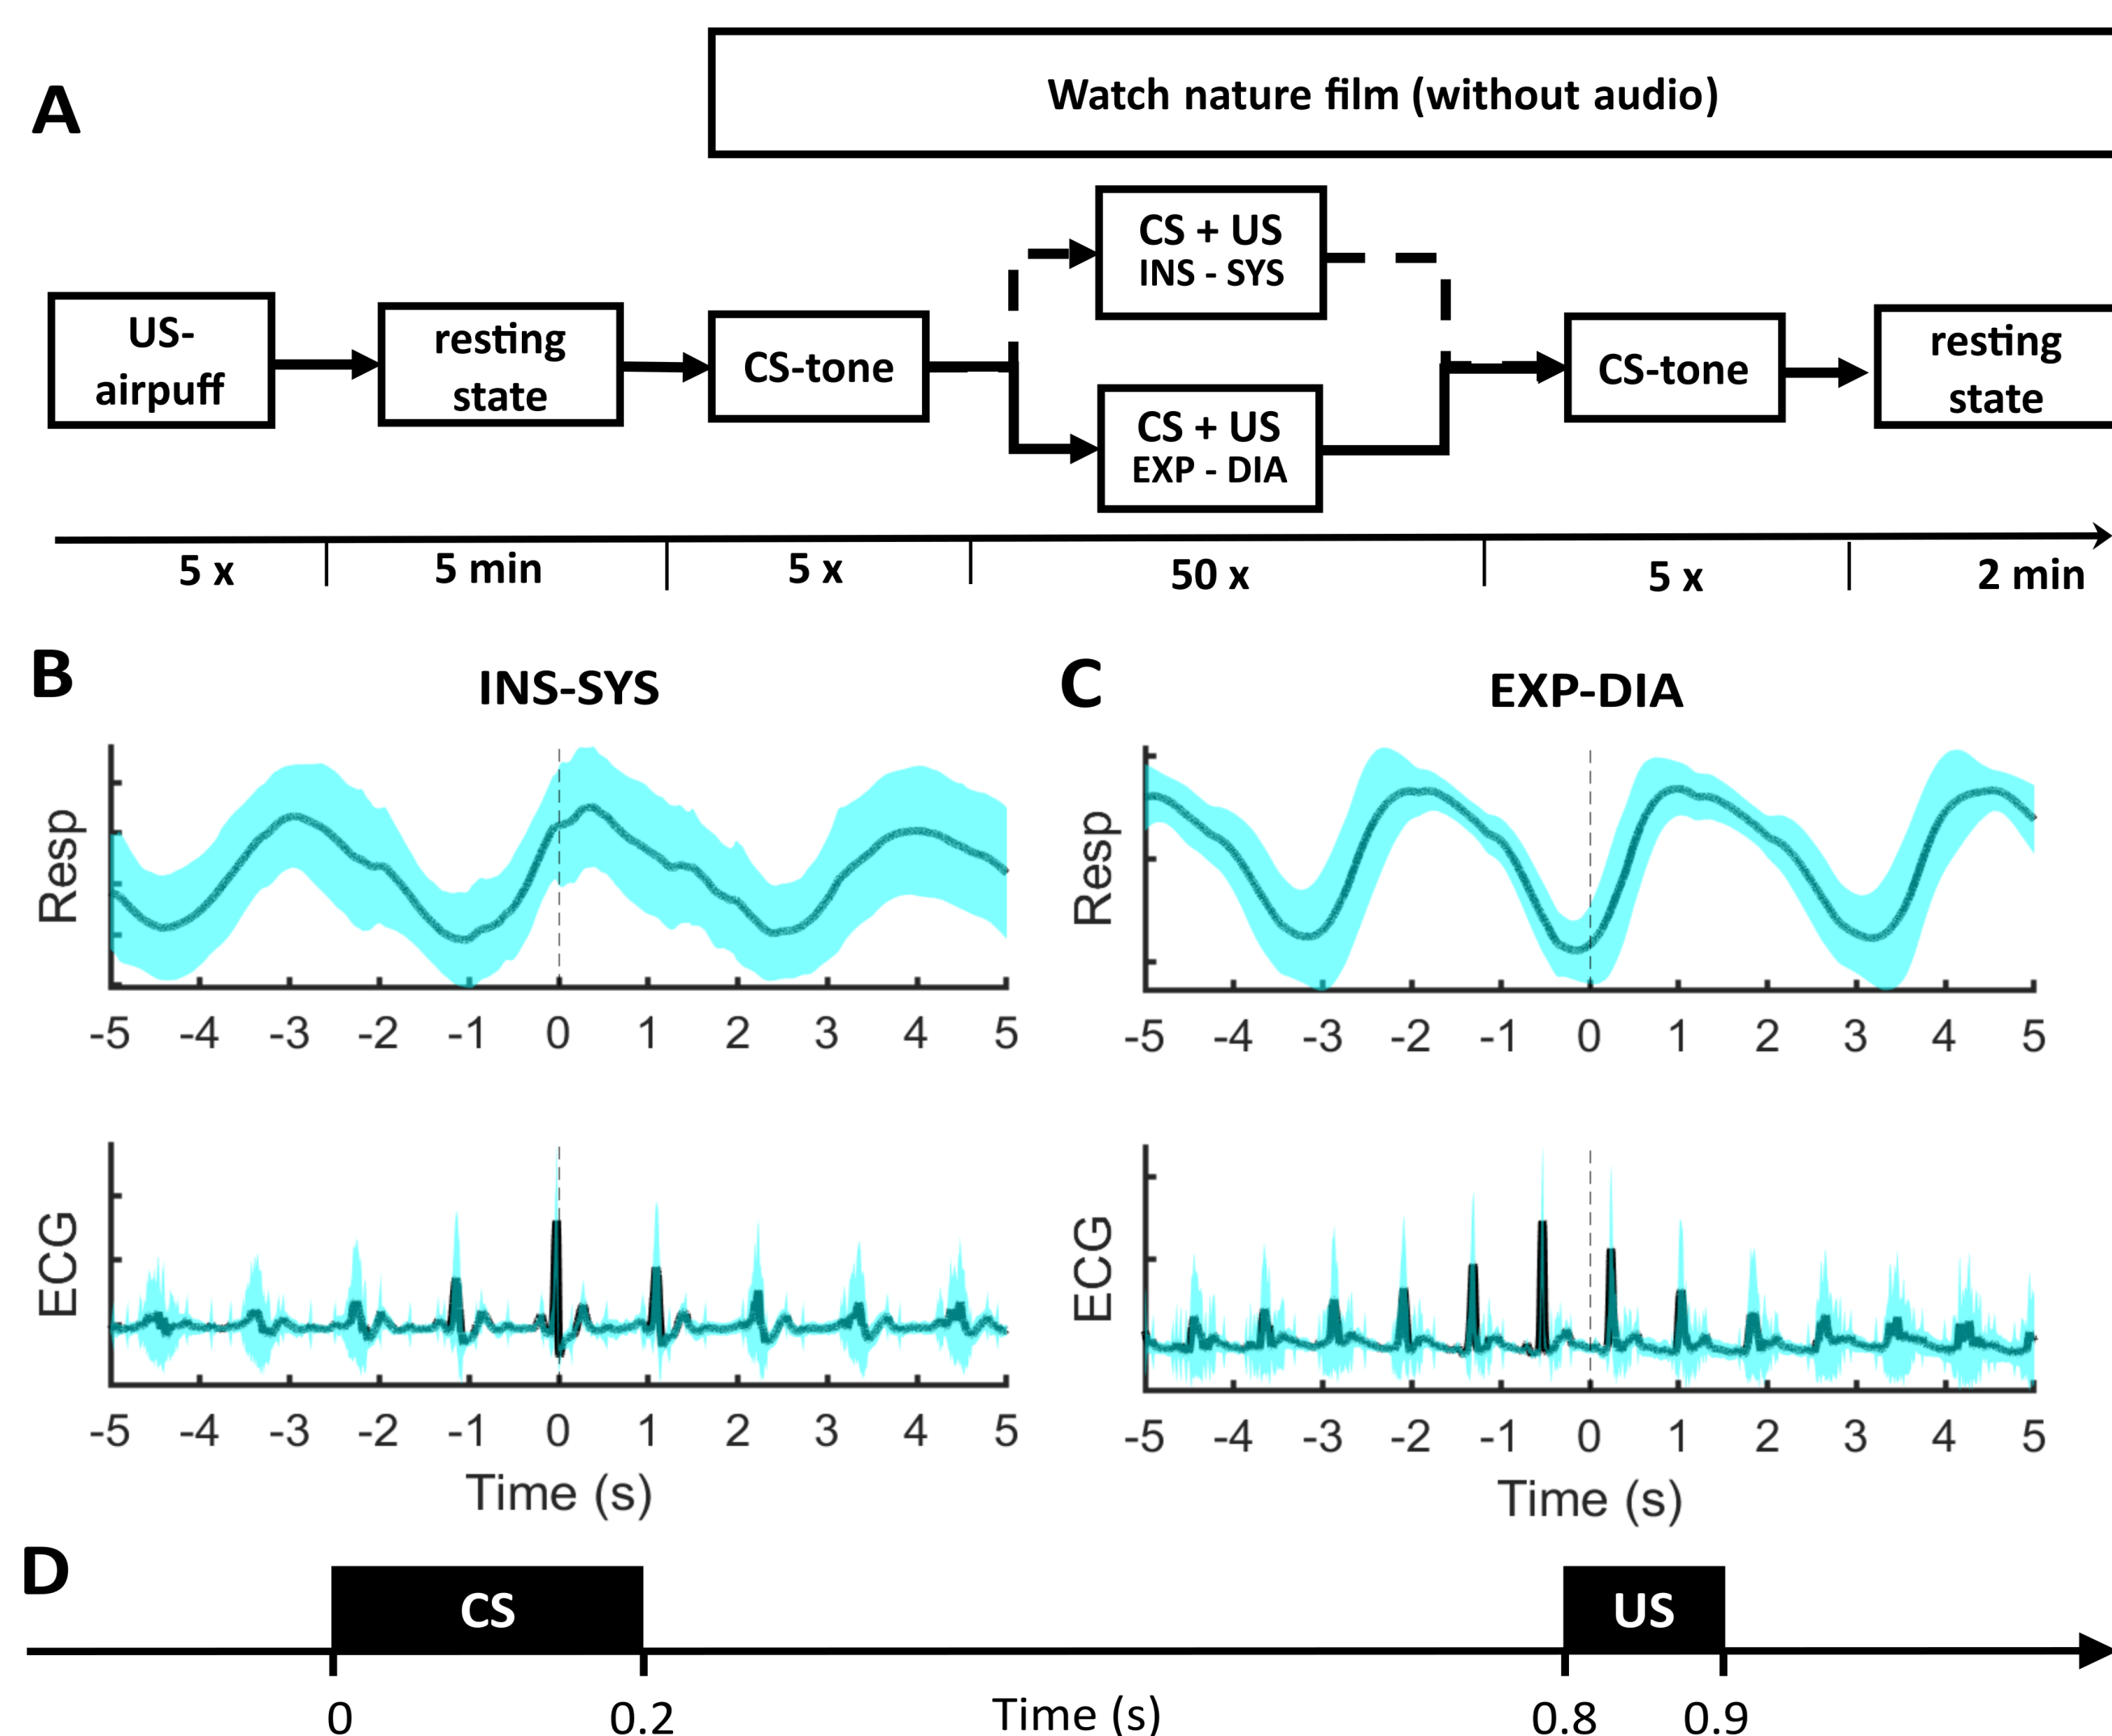 A
Watch nature film (without audio)
US-
airpuff
resting
state
CS-tone
CS + US
INS - SYS
CS + US
EXP - DIA
CS-tone
resting
state
5 x
5 min
5 x
50 x
5 x
2 min
B
INS-SYS
Resp
-5 -4 -3 -2 -1 0 1 2 3 4 5
ECG
-5 -4 -3 -2 -1 0 1 2 3 4 5
Time (s)
C
EXP-DIA
Resp
-5 -4 -3 -2 -1 0 1 2 3 4 5
ECG
-5 -4 -3 -2 -1 0 1 2 3 4 5
Time (s)
D
CS
US
0 0.2 Time (s) 0.8 0.9